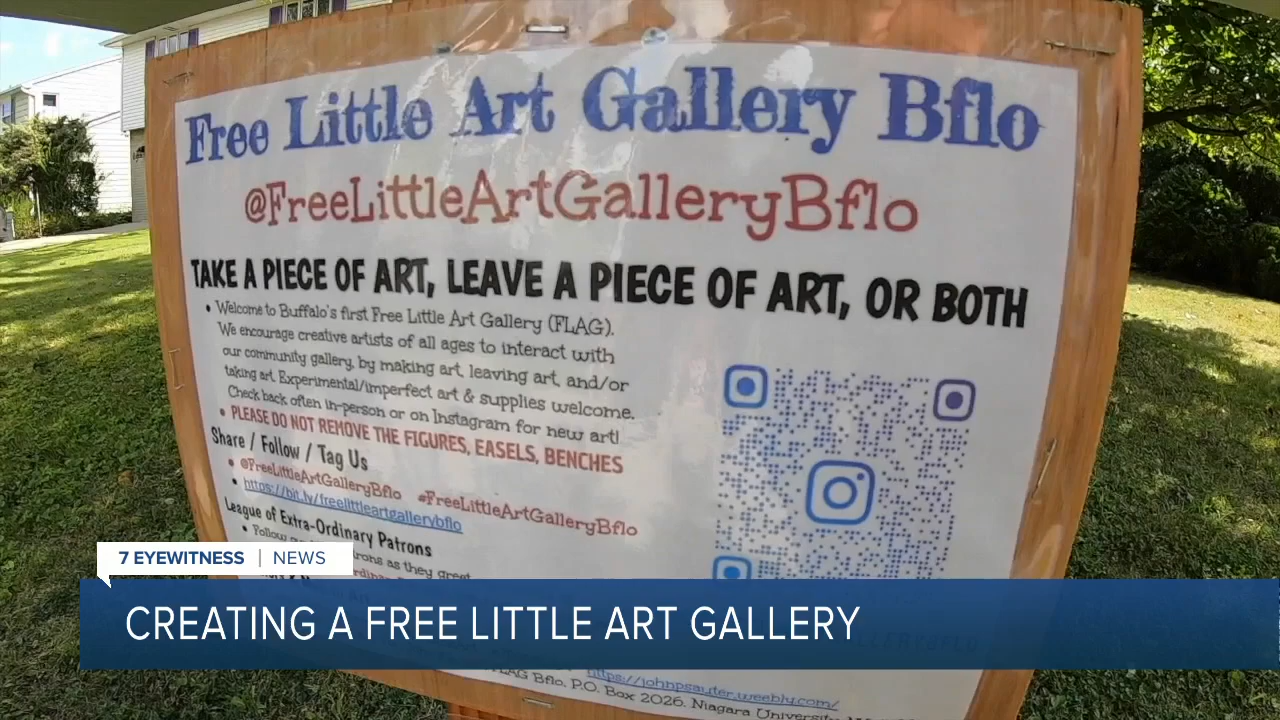 Free Little Art Gallery Bflo
@FreeLittleArtGalleryBflo
TAKE A PIECE OF ART, LEAVE A PIECE OF ART, OR BOTH
• Welcome to Buffalo's first Free Little Art Gallery (FLAG).
We encourage creative artists of all ages to interact with
our community gallery, by making art, leaving art, and/or
taking art. Experimental/imperfect art & supplies welcome.
Check back often in-person or on Instagram for new art!
• PLEASE DO NOT REMOVE THE FIGURES, EASELS, BENCHES
Share / Follow / Tag Us
• @FreeLittleArtGalleryBflo #FreeLittleArtGalleryBflo
• https://bit.ly/freelittleartgallerybflo
League of Extra-Ordinary Patrons
• Follow as they greet
7 EYEWITNESS | NEWS
CREATING A FREE LITTLE ART GALLERY
https://johnpsauter.weebly.com/
FLAG Bflo, P.O. Box 2026, Niagara University,